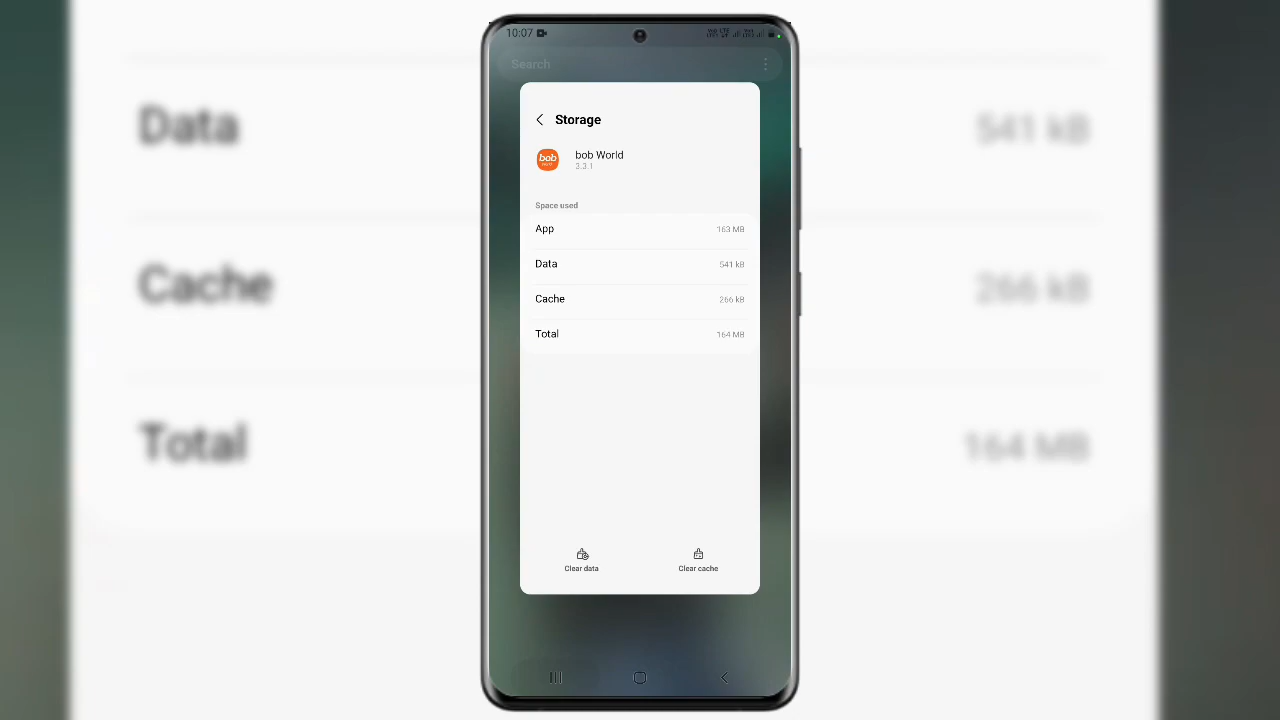 10:07
Search
Storage
bob
bob World
3.3.1
Space used
App 163 MB
Data 541 kB
Cache 266 kB
Total 164 MB
Clear data
Clear cache
Data 541 kB
Cache 266 kB
Total 164 MB